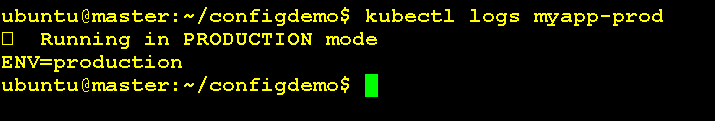 ubuntu@master:~/configdemo$ kubectl logs myapp-prod
□  Running in PRODUCTION mode
ENV=production
ubuntu@master:~/configdemo$